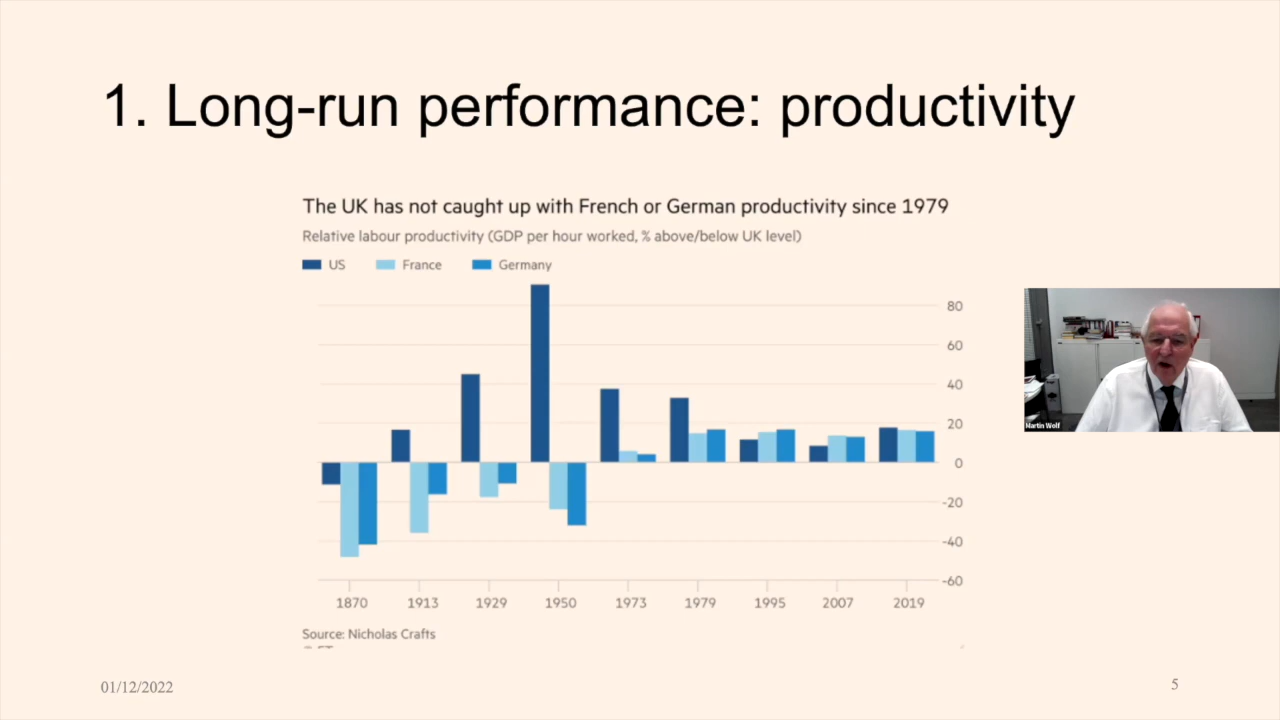 1. Long-run performance: productivity
The UK has not caught up with French or German productivity since 1979
Relative labour productivity (GDP per hour worked, % above/below UK level)
US France Germany
80
60
40
20
0
-20
-40
-60
1870 1913 1929 1950 1973 1979 1995 2007 2019
Source: Nicholas Crafts
Martin Wolf
01/12/2022
5